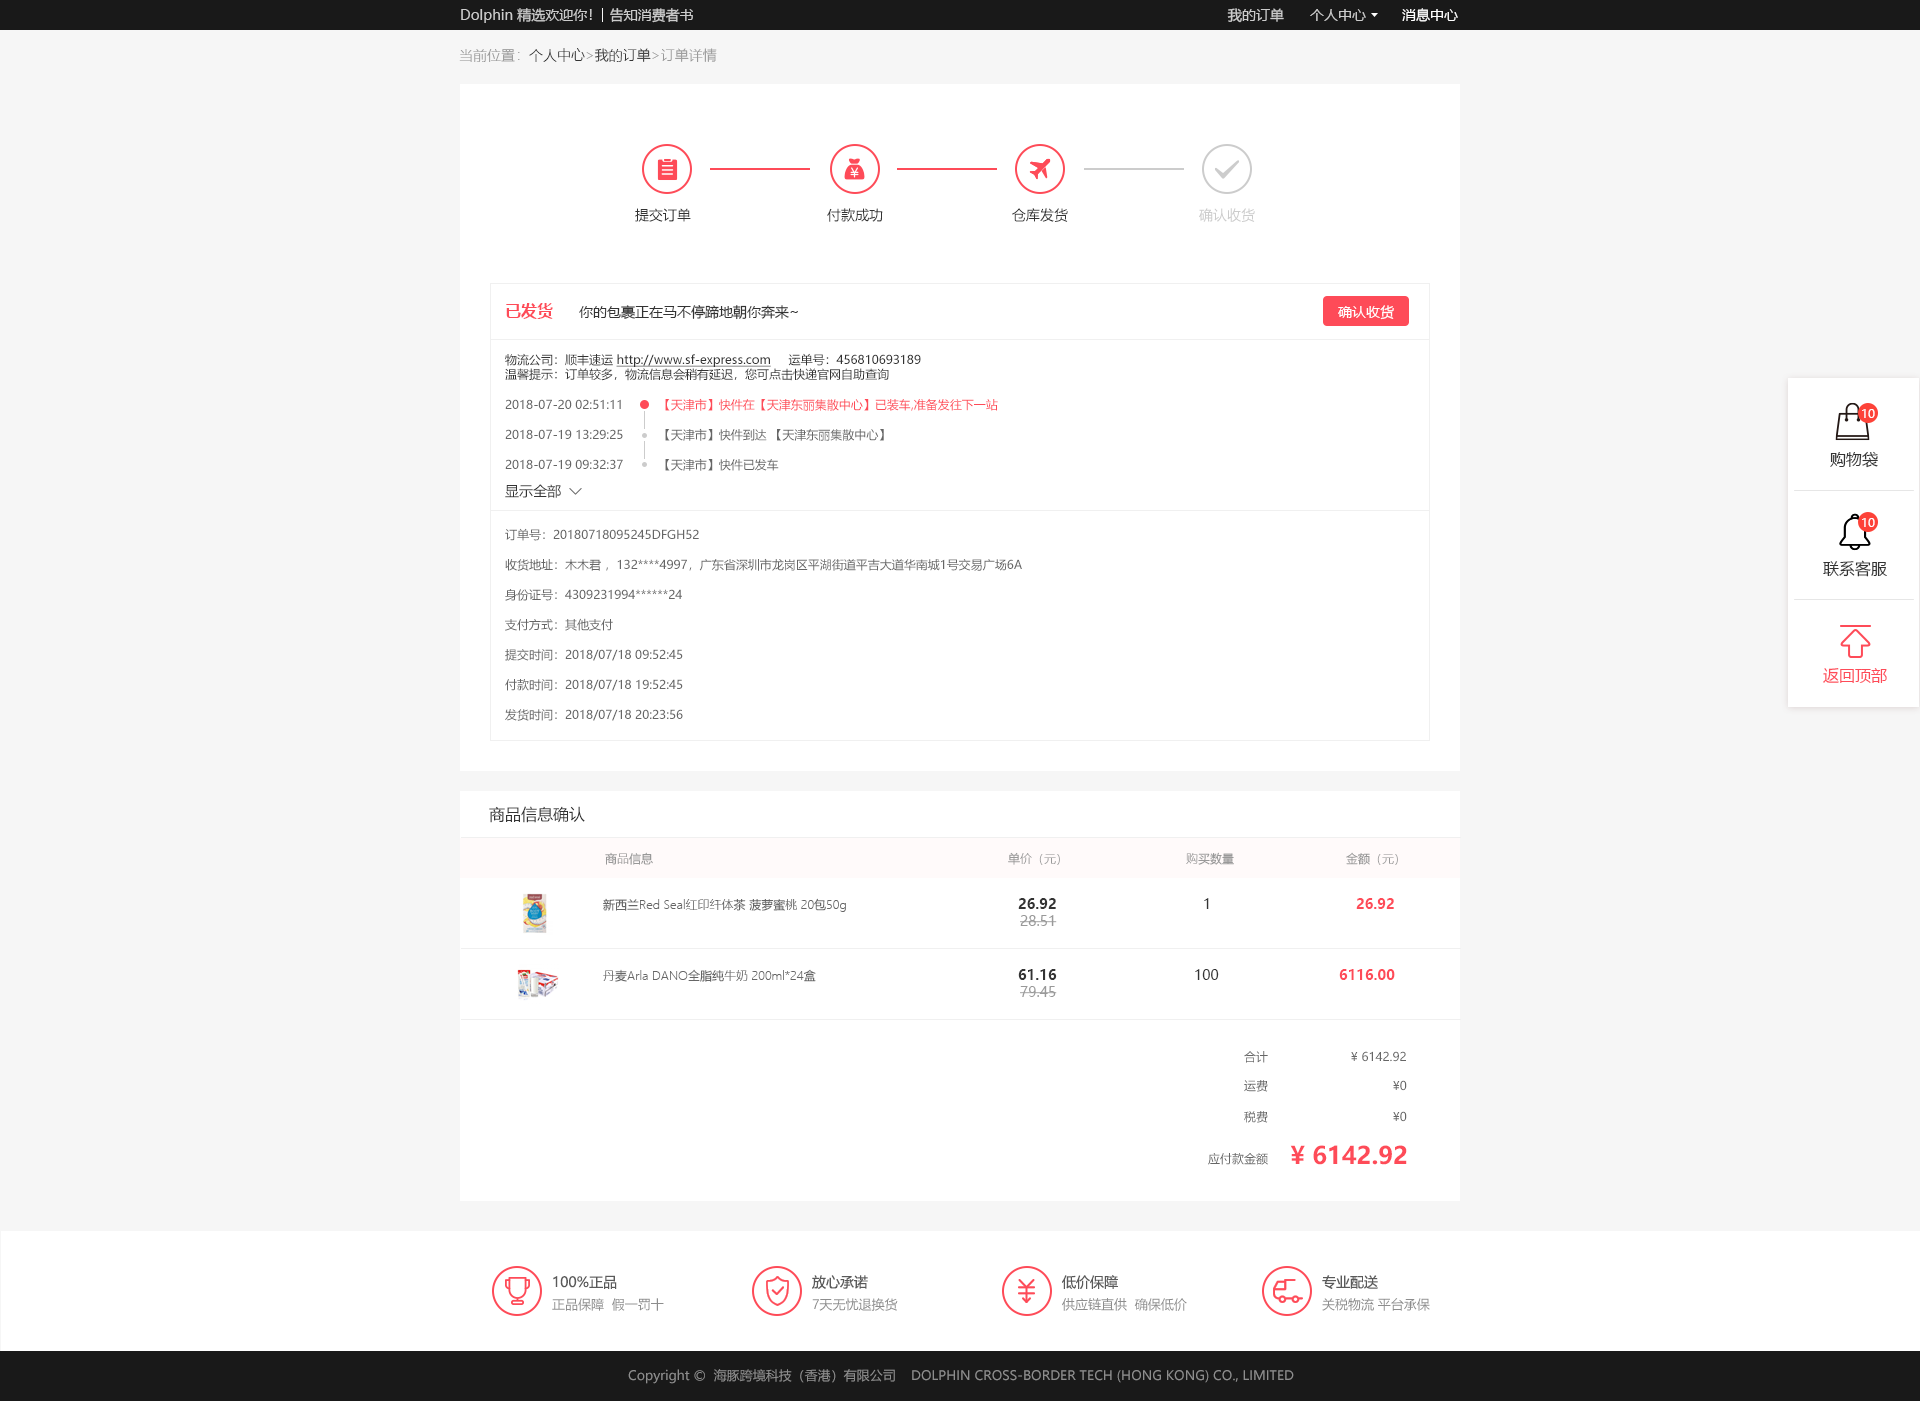 Dolphin 精选欢迎你！| 告知消费者书 我的订单 个人中心 消息中心
当前位置：个人中心>我的订单>订单详情
提交订单 付款成功 仓库发货 确认收货
已发货 你的包裹正在马不停蹄地朝你奔来~ 确认收货
物流公司：顺丰速运 http://www.sf-express.com 运单号：456810693189
温馨提示：订单较多，物流信息会稍有延迟，您可点击快递官网自助查询
2018-07-20 02:51:11 【天津市】快件在【天津东丽集散中心】已装车,准备发往下一站
2018-07-19 13:29:25 【天津市】快件到达 【天津东丽集散中心】
2018-07-19 09:32:37 【天津市】快件已发车
显示全部
订单号：20180718095245DFGH52
收货地址：木木君 ，132****4997，广东省深圳市龙岗区平湖街道平吉大道华南城1号交易广场6A
身份证号：4309231994******24
支付方式：其他支付
提交时间：2018/07/18 09:52:45
付款时间：2018/07/18 19:52:45
发货时间：2018/07/18 20:23:56
10
购物袋
10
联系客服
返回顶部
商品信息确认
商品信息 单价（元） 购买数量 金额（元）
新西兰Red Seal红印纤体茶 菠萝蜜桃 20包50g 26.92 1 26.92
28.51
丹麦Arla DANO全脂纯牛奶 200ml*24盒 61.16 100 6116.00
79.45
合计 ¥ 6142.92
运费 ¥0
税费 ¥0
应付款金额 ¥ 6142.92
100%正品 放心承诺 低价保障 专业配送
正品保障 假一罚十 7天无忧退换货 供应链直供 确保低价 关税物流 平台承保
Copyright © 海豚跨境科技（香港）有限公司 DOLPHIN CROSS-BORDER TECH (HONG KONG) CO., LIMITED